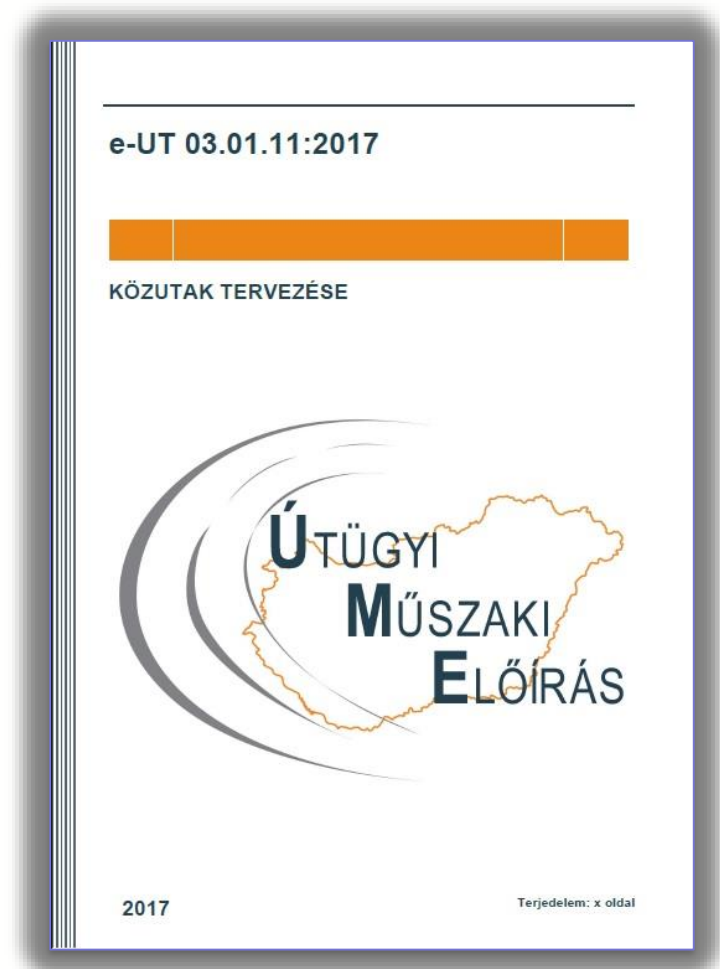 e-UT 03.01.11:2017
KÖZUTAK TERVEZÉSE
ÚTÜGYI
MŰSZAKI
ELŐÍRÁS
2017
Terjedelem: x oldal